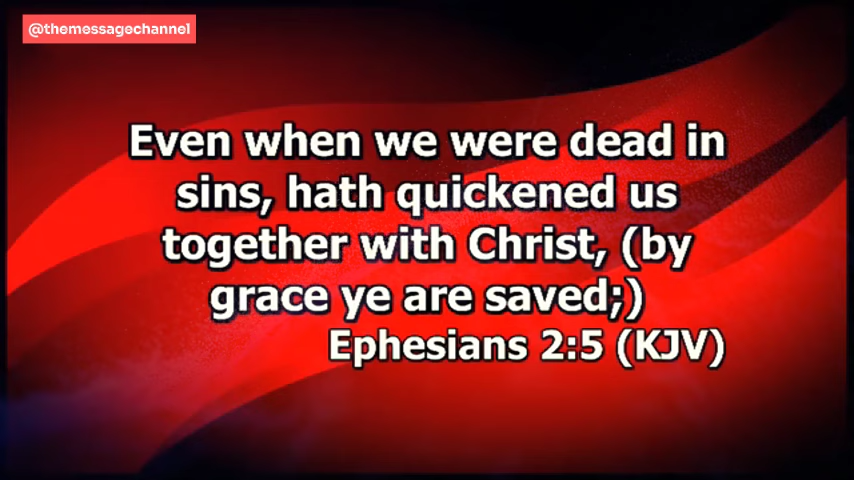 @themessagechannel
Even when we were dead in
sins, hath quickened us
together with Christ, (by
grace ye are saved;)
Ephesians 2:5 (KJV)